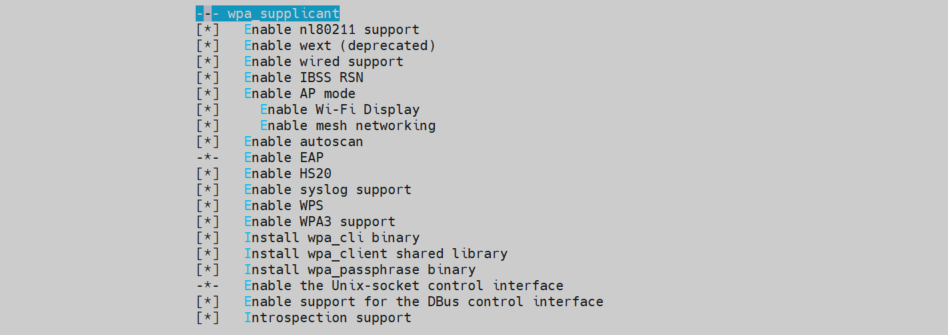 --- wpa_supplicant
[*]   Enable nl80211 support
[*]   Enable wext (deprecated)
[*]   Enable wired support
[*]   Enable IBSS RSN
[*]   Enable AP mode
[*]     Enable Wi-Fi Display
[*]     Enable mesh networking
[*]   Enable autoscan
-*-   Enable EAP
[*]   Enable HS20
[*]   Enable syslog support
[*]   Enable WPS
[*]   Enable WPA3 support
[*]   Install wpa_cli binary
[*]   Install wpa_client shared library
[*]   Install wpa_passphrase binary
-*-   Enable the Unix-socket control interface
[*]   Enable support for the DBus control interface
[*]   Introspection support